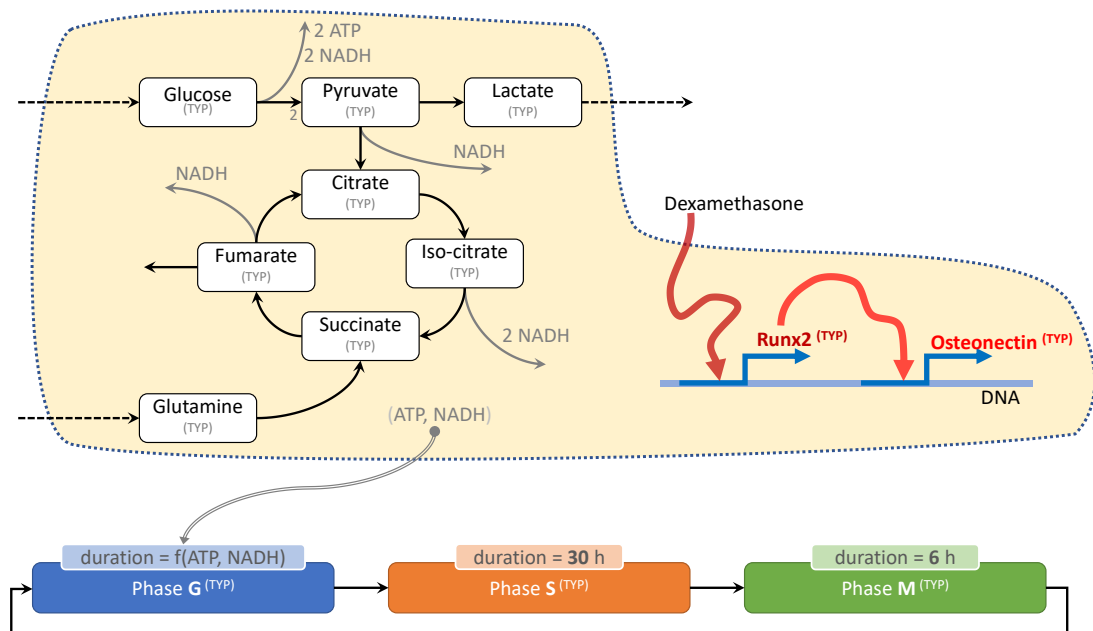 2 ATP
2 NADH
Glucose
(TYP)
2
Pyruvate
(TYP)
Lactate
(TYP)
NADH
NADH
Citrate
(TYP)
Dexamethasone
Fumarate
(TYP)
Iso-citrate
(TYP)
Succinate
(TYP)
2 NADH
Runx2 (TYP)
Osteonectin (TYP)
DNA
Glutamine
(TYP)
(ATP, NADH)
duration = f(ATP, NADH)
Phase G (TYP)
duration = 30 h
Phase S (TYP)
duration = 6 h
Phase M (TYP)